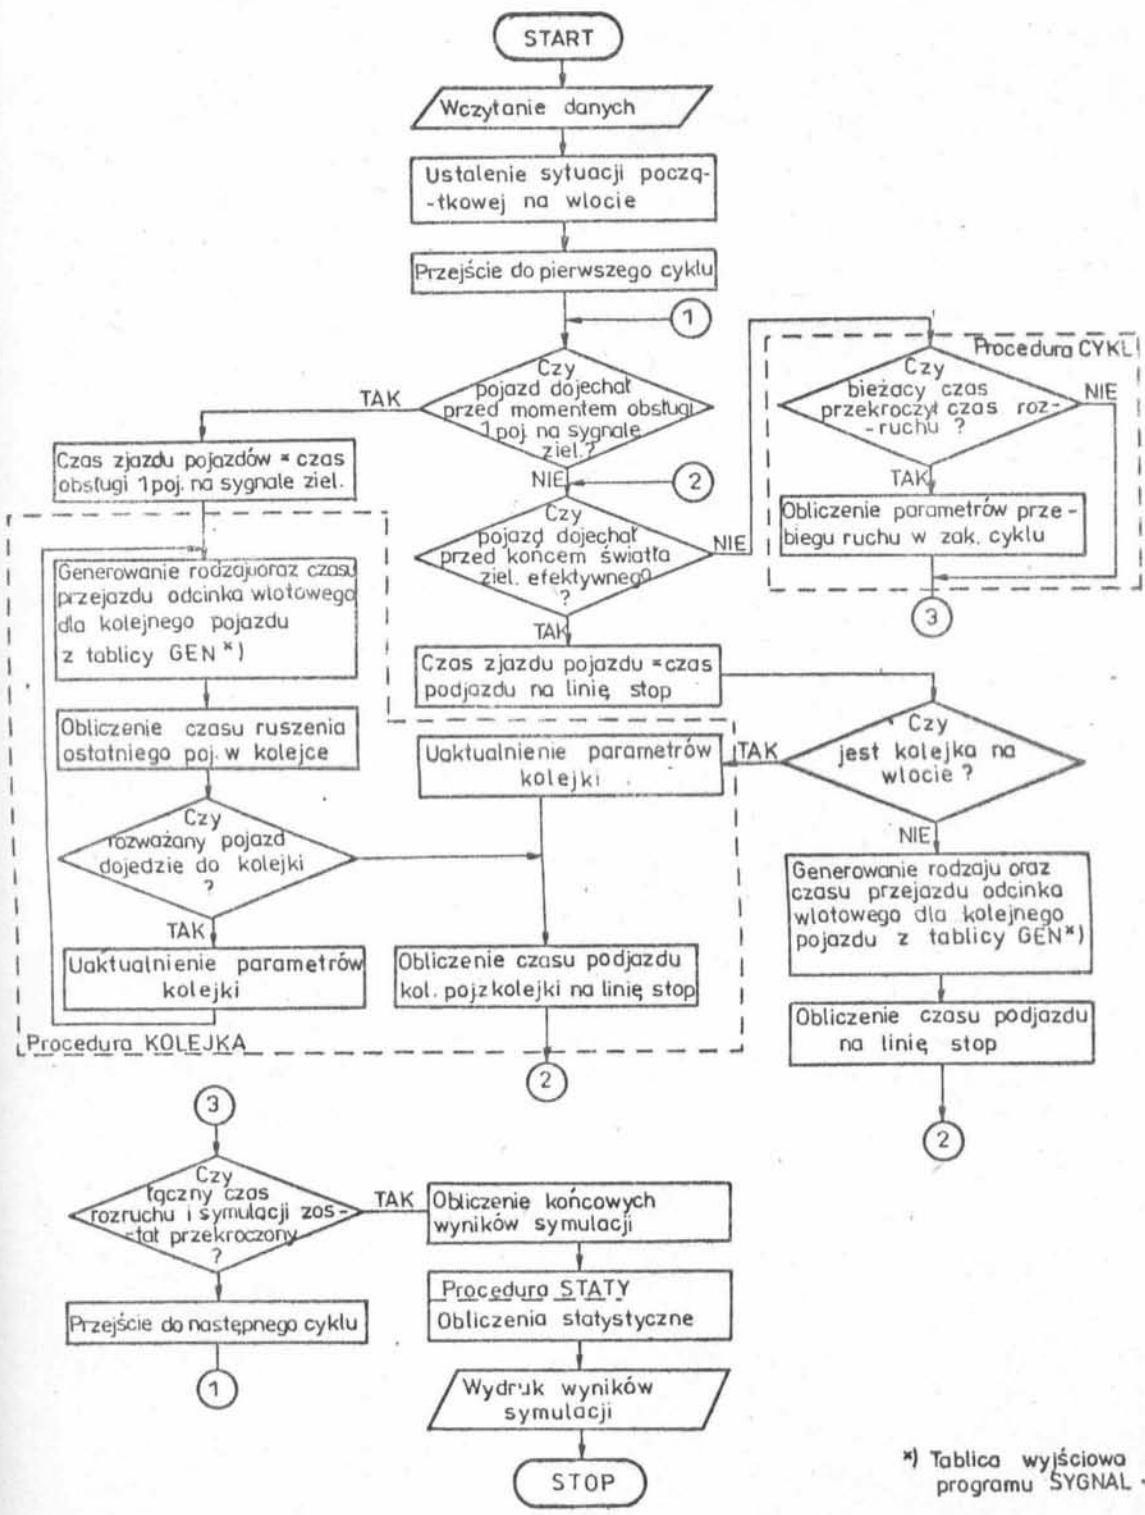 START
Wczytanie danych
Ustalenie sytuacji począ-
-tkowej na wlocie
Przejście do pierwszego cyklu
1
Czy
pojazd dojechał
przed momentem obsługi
1 poj. na sygnale
ziel.?
TAK
NIE
Czas zjazdu pojazdów = czas
obsługi 1 poj. na sygnale ziel.
2
Czy
pojazd dojechał
przed końcem światła
ziel. efektywnego
?
NIE
TAK
Procedura CYKL
Czy
bieżacy czas
przekroczył czas roz-
-ruchu ?
NIE
TAK
Obliczenie parametrów prze-
biegu ruchu w zak. cyklu
3
Generowanie rodzaju oraz czasu
przejazdu odcinka wlotowego
dla kolejnego pojazdu
z tablicy GEN *)
Obliczenie czasu ruszenia
ostatniego poj. w kolejce
Czy
rozważany pojazd
dojedzie do kolejki
?
TAK
Uaktualnienie parametrów
kolejki
Procedura KOLEJKA
Czas zjazdu pojazdu = czas
podjazdu na linię stop
Czy
jest kolejka na
wlocie ?
TAK
NIE
Uaktualnienie parametrów
kolejki
Obliczenie czasu podjazdu
kol. poj z kolejki na linię stop
2
Generowanie rodzaju oraz
czasu przejazdu odcinka
wlotowego dla kolejnego
pojazdu z tablicy GEN *)
Obliczenie czasu podjazdu
na linię stop
2
3
Czy
łączny czas
rozruchu i symulacji zos-
-tał przekroczony
?
TAK
Przejście do następnego cyklu
1
Obliczenie końcowych
wyników symulacji
Procedura STATY
Obliczenia statystyczne
Wydruk wyników
symulacji
STOP
*) Tablica wyjściowa
programu SYGNAL -